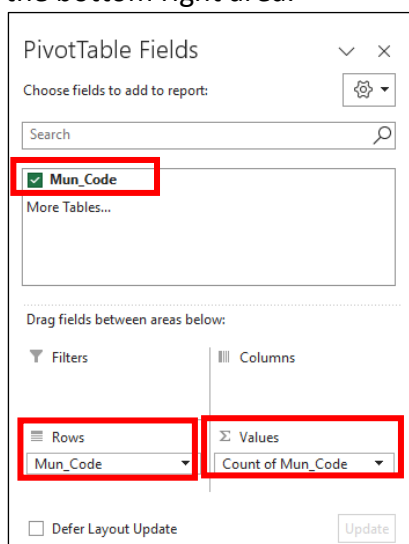 the bottom right area.
PivotTable Fields
Choose fields to add to report:
Search
Mun_Code
More Tables...
Drag fields between areas below:
Filters
Columns
Rows
Σ Values
Mun_Code
Count of Mun_Code
Defer Layout Update
Update